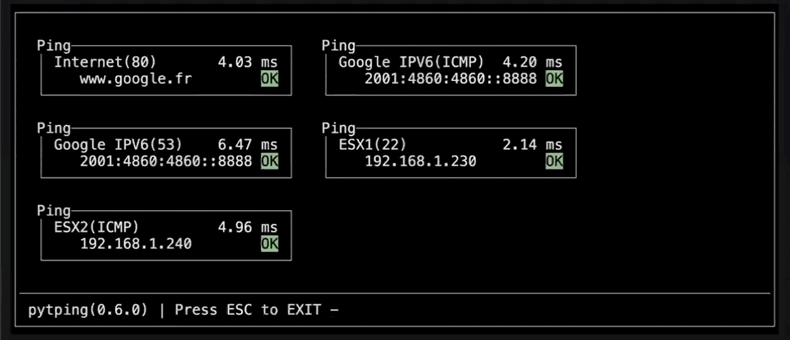 Ping
Internet(80) 4.03 ms
www.google.fr OK
Ping
Google IPV6(ICMP) 4.20 ms
2001:4860:4860::8888 OK
Ping
Google IPV6(53) 6.47 ms
2001:4860:4860::8888 OK
Ping
ESX1(22) 2.14 ms
192.168.1.230 OK
Ping
ESX2(ICMP) 4.96 ms
192.168.1.240 OK
pytping(0.6.0) | Press ESC to EXIT −